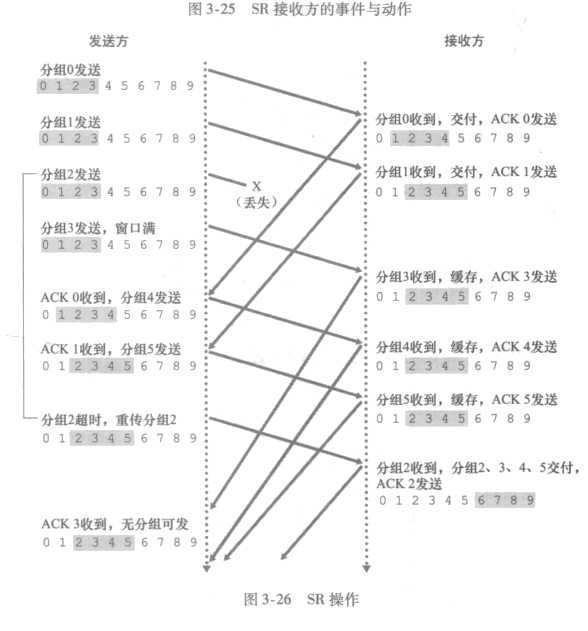 图 3-25 SR 接收方的事件与动作
发送方
接收方
分组0发送
0 1 2 3 4 5 6 7 8 9
分组0收到，交付，ACK 0发送
0 1 2 3 4 5 6 7 8 9
分组1发送
0 1 2 3 4 5 6 7 8 9
分组1收到，交付，ACK 1发送
0 1 2 3 4 5 6 7 8 9
分组2发送
0 1 2 3 4 5 6 7 8 9
X
（丢失）
分组3发送，窗口满
0 1 2 3 4 5 6 7 8 9
分组3收到，缓存，ACK 3发送
0 1 2 3 4 5 6 7 8 9
ACK 0收到，分组4发送
0 1 2 3 4 5 6 7 8 9
分组4收到，缓存，ACK 4发送
0 1 2 3 4 5 6 7 8 9
ACK 1收到，分组5发送
0 1 2 3 4 5 6 7 8 9
分组5收到，缓存，ACK 5发送
0 1 2 3 4 5 6 7 8 9
分组2超时，重传分组2
0 1 2 3 4 5 6 7 8 9
分组2收到，分组2、3、4、5交付，
ACK 2发送
0 1 2 3 4 5 6 7 8 9
ACK 3收到，无分组可发
0 1 2 3 4 5 6 7 8 9
图 3-26 SR 操作